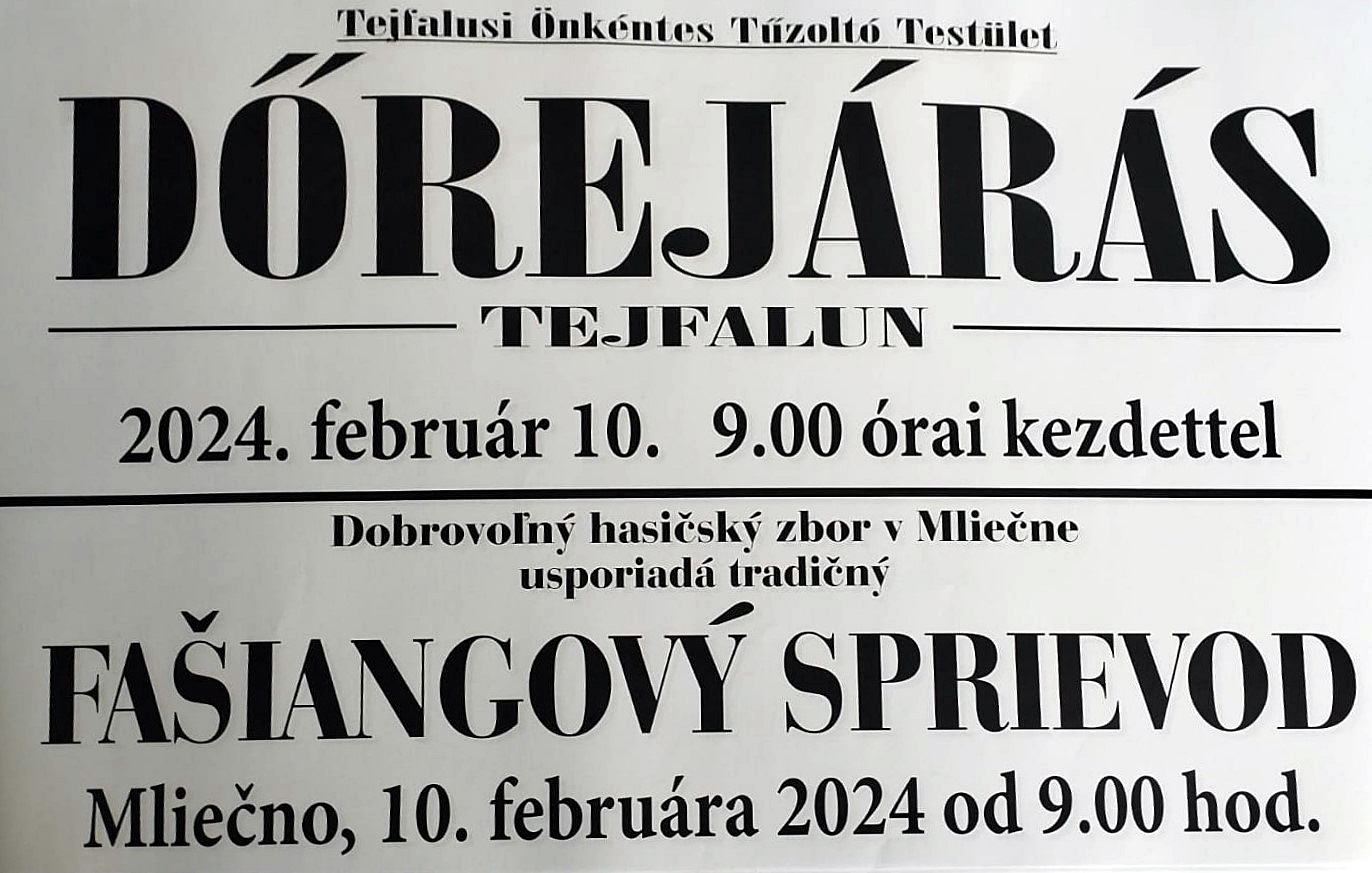 Tejfalusi Önkéntes Tűzoltó Testület
DŐREJÁRÁS
TEJFALUN
2024. február 10. 9.00 órai kezdettel
Dobrovoľný hasičský zbor v Mliečne
usporiadá tradičný
FAŠIANGOVÝ SPRIEVOD
Mliečno, 10. februára 2024 od 9.00 hod.